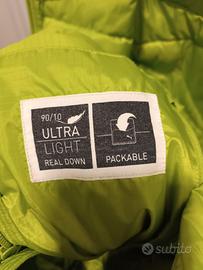 90/10
ULTRA
LIGHT
REAL DOWN
PACKABLE
subito